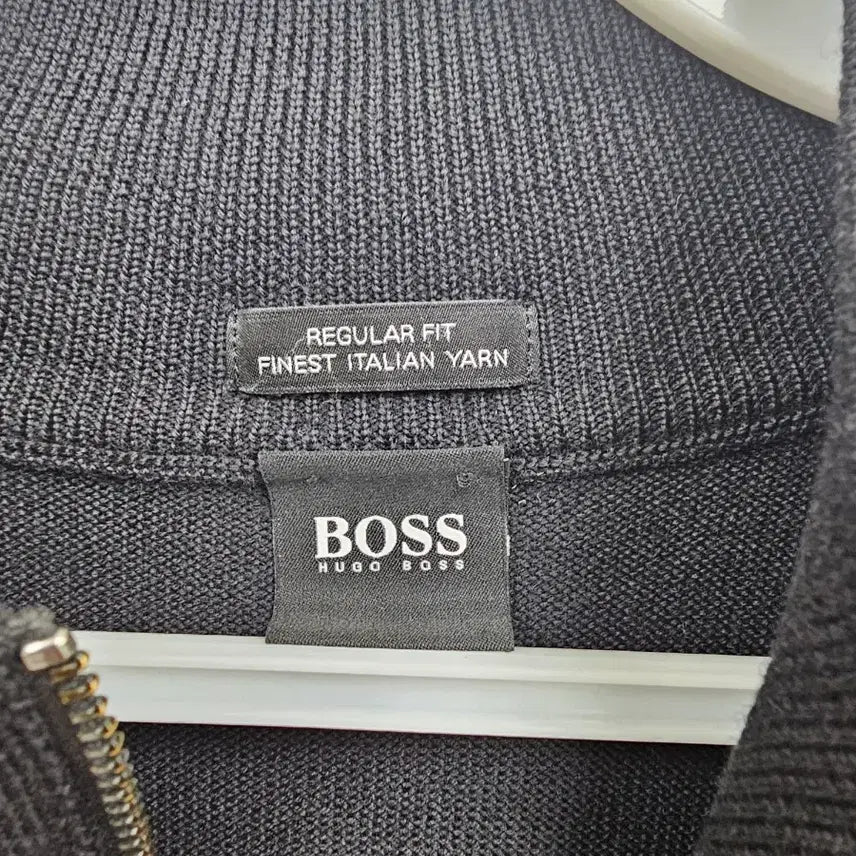 REGULAR FIT
FINEST ITALIAN YARN
BOSS
HUGO BOSS